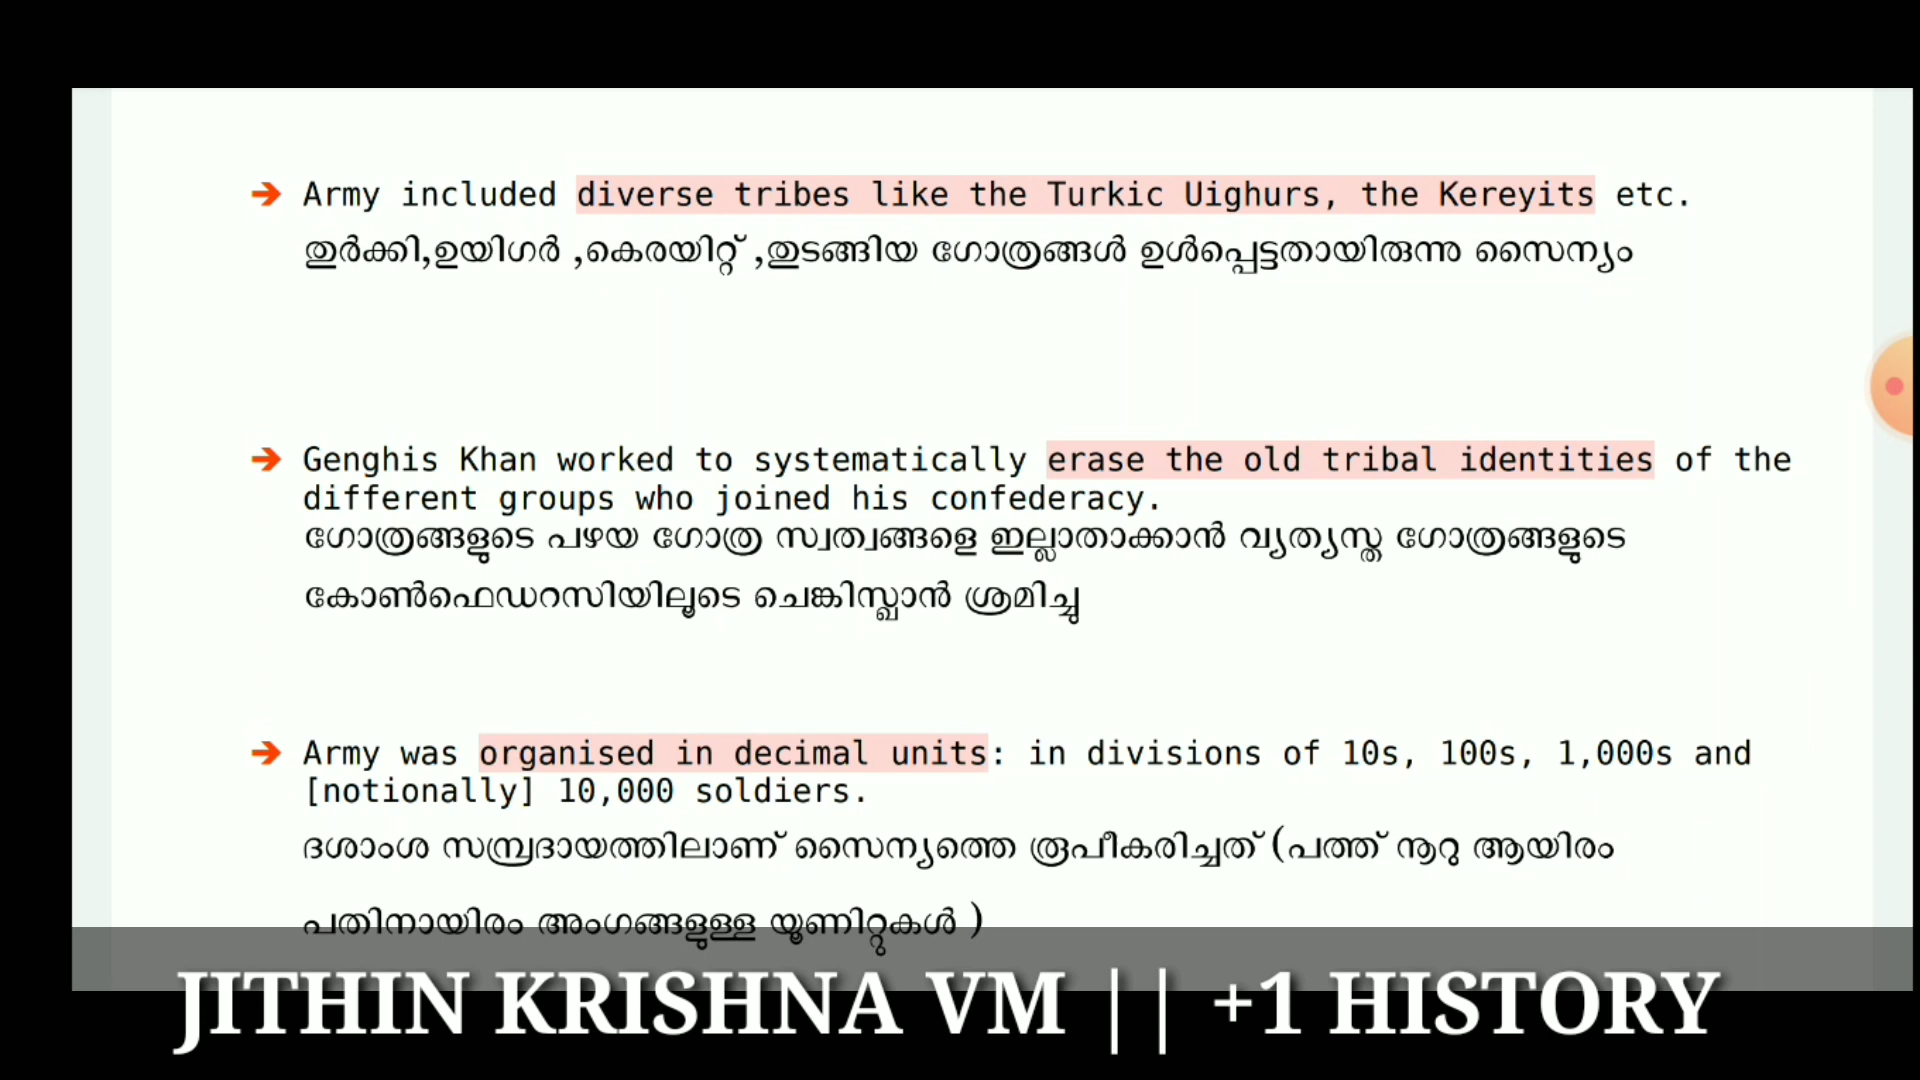 ➔ Army included diverse tribes like the Turkic Uighurs, the Kereyits etc.
തുർക്കി,ഉയിഗർ ,കെരയിറ്റ് ,തുടങ്ങിയ ഗോത്രങ്ങൾ ഉൾപ്പെട്ടതായിരുന്നു സൈന്യം
➔ Genghis Khan worked to systematically erase the old tribal identities of the
different groups who joined his confederacy.
ഗോത്രങ്ങളുടെ പഴയ ഗോത്ര സ്വത്വങ്ങളെ ഇല്ലാതാക്കാൻ വ്യത്യസ്ത ഗോത്രങ്ങളുടെ
കോൺഫെഡറസിയിലൂടെ ചെങ്കിസ്ഖാൻ ശ്രമിച്ചു
➔ Army was organised in decimal units: in divisions of 10s, 100s, 1,000s and
[notionally] 10,000 soldiers.
ദശാംശ സമ്പ്രദായത്തിലാണ് സൈന്യത്തെ രൂപീകരിച്ചത് (പത്ത് നൂറു ആയിരം
പതിനായിരം അംഗങ്ങളുള്ള യൂണിറ്റുകൾ )
JITHIN KRISHNA VM || +1 HISTORY